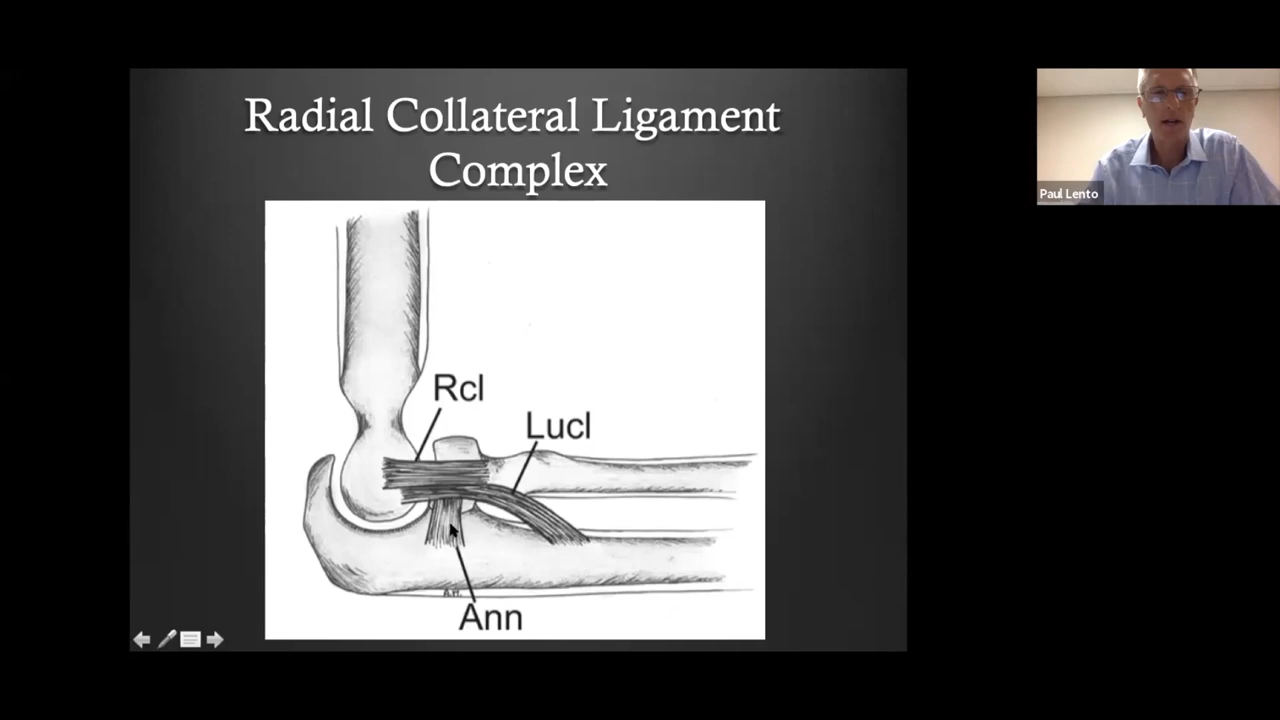 Radial Collateral Ligament
Complex
Rcl
Lucl
Ann
Paul Lento